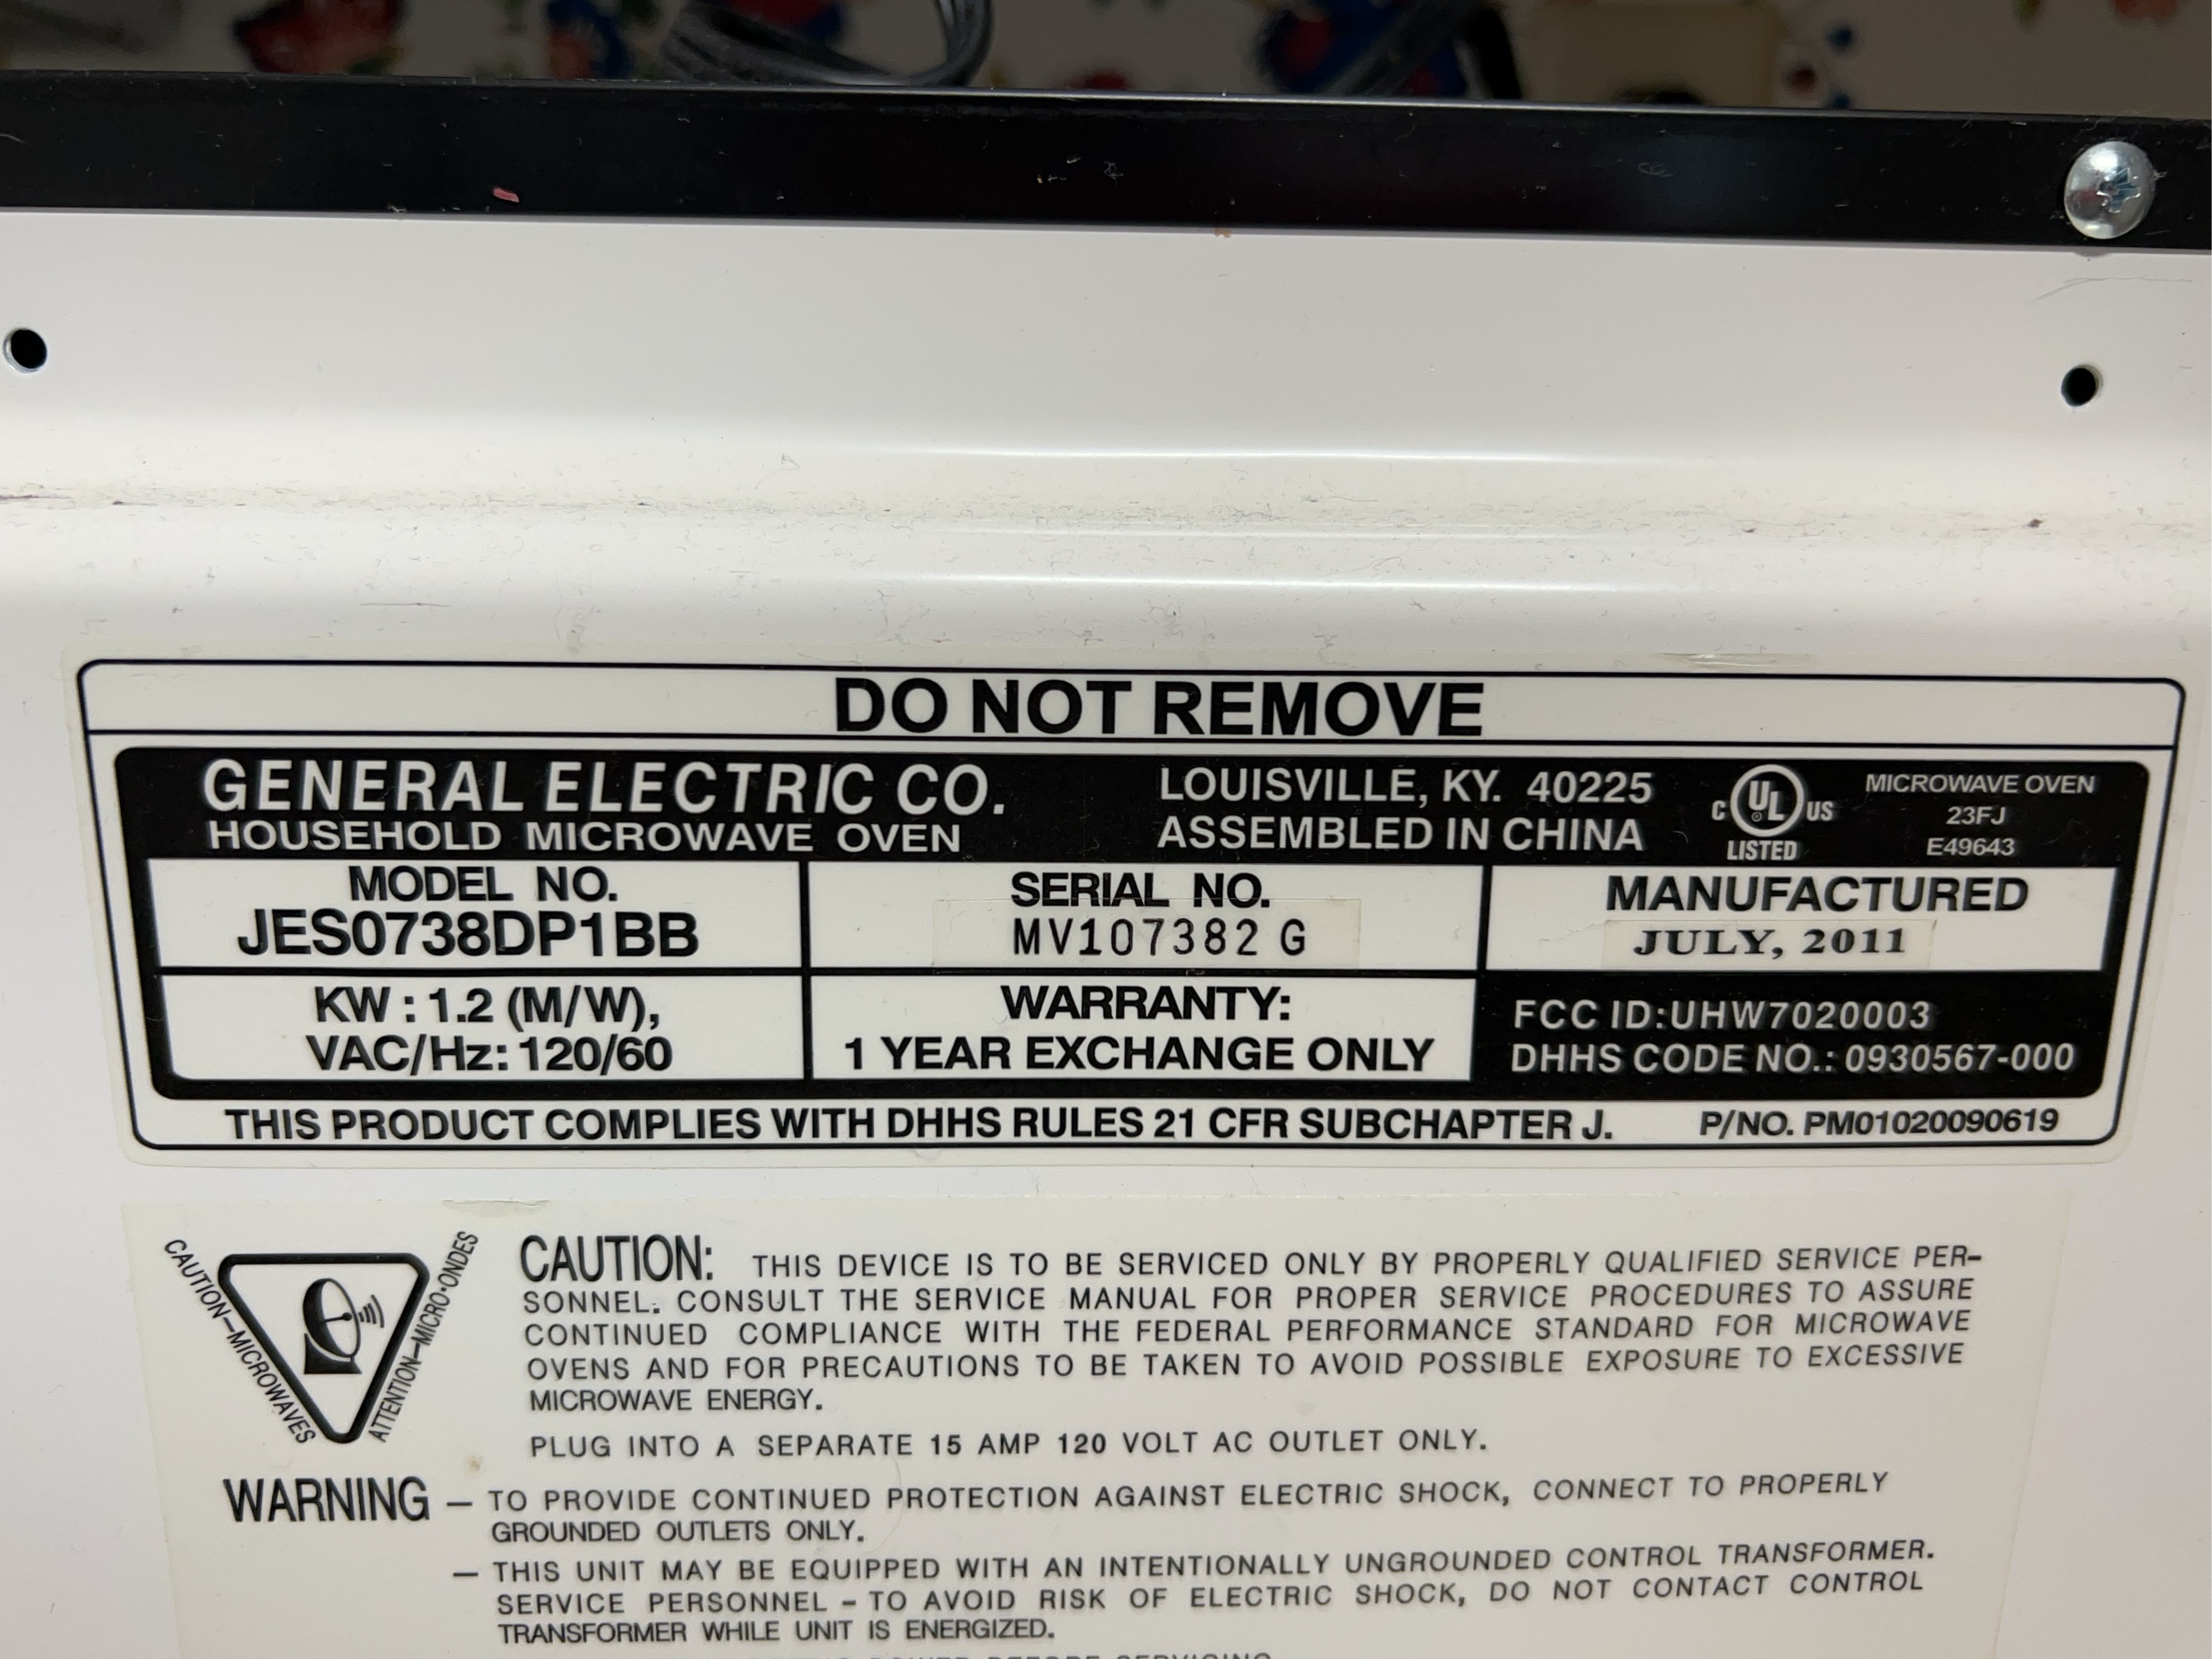 DO NOT REMOVE
GENERAL ELECTRIC CO.
HOUSEHOLD MICROWAVE OVEN
LOUISVILLE, KY. 40225
ASSEMBLED IN CHINA
C UL US
LISTED
MICROWAVE OVEN
23FJ
E49643
MODEL NO.
JES0738DP1BB
SERIAL NO.
MV107382 G
MANUFACTURED
JULY, 2011
KW : 1.2 (M/W),
VAC/Hz: 120/60
WARRANTY:
1 YEAR EXCHANGE ONLY
FCC ID:UHW7020003
DHHS CODE NO.: 0930567-000
THIS PRODUCT COMPLIES WITH DHHS RULES 21 CFR SUBCHAPTER J.
P/NO. PM01020090619
CAUTION–MICROWAVES
ATTENTION–MICRO-ONDES
CAUTION: THIS DEVICE IS TO BE SERVICED ONLY BY PROPERLY QUALIFIED SERVICE PER-
SONNEL. CONSULT THE SERVICE MANUAL FOR PROPER SERVICE PROCEDURES TO ASSURE
CONTINUED COMPLIANCE WITH THE FEDERAL PERFORMANCE STANDARD FOR MICROWAVE
OVENS AND FOR PRECAUTIONS TO BE TAKEN TO AVOID POSSIBLE EXPOSURE TO EXCESSIVE
MICROWAVE ENERGY.
PLUG INTO A SEPARATE 15 AMP 120 VOLT AC OUTLET ONLY.
WARNING – TO PROVIDE CONTINUED PROTECTION AGAINST ELECTRIC SHOCK, CONNECT TO PROPERLY
GROUNDED OUTLETS ONLY.
– THIS UNIT MAY BE EQUIPPED WITH AN INTENTIONALLY UNGROUNDED CONTROL TRANSFORMER.
SERVICE PERSONNEL – TO AVOID RISK OF ELECTRIC SHOCK, DO NOT CONTACT CONTROL
TRANSFORMER WHILE UNIT IS ENERGIZED.
POWER BEFORE SERVICING